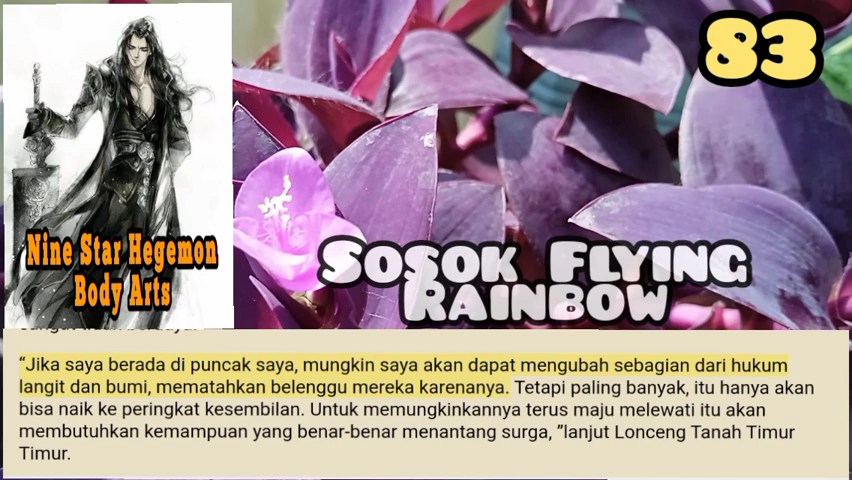 83
Nine Star Hegemon
Body Arts
Sosok Flying
Rainbow
“Jika saya berada di puncak saya, mungkin saya akan dapat mengubah sebagian dari hukum
langit dan bumi, mematahkan belenggu mereka karenanya. Tetapi paling banyak, itu hanya akan
bisa naik ke peringkat kesembilan. Untuk memungkinkannya terus maju melewati itu akan
membutuhkan kemampuan yang benar-benar menantang surga, ”lanjut Lonceng Tanah Timur
Timur.